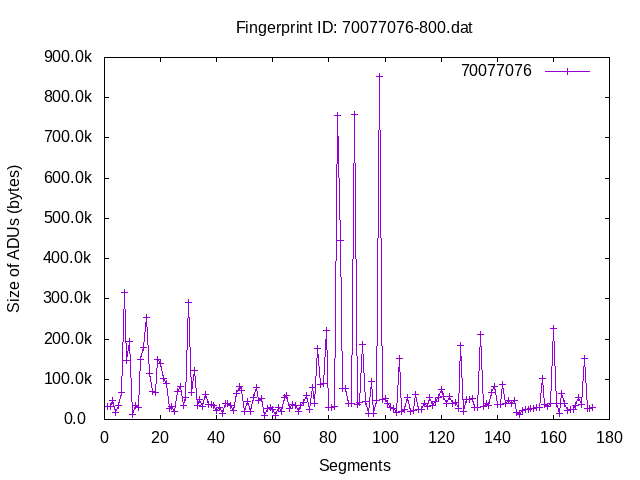 Fingerprint ID: 70077076-800.dat
900.0k
800.0k
700.0k
600.0k
500.0k
400.0k
300.0k
200.0k
100.0k
0.0
70077076
Size of ADUs (bytes)
0 20 40 60 80 100 120 140 160 180
Segments